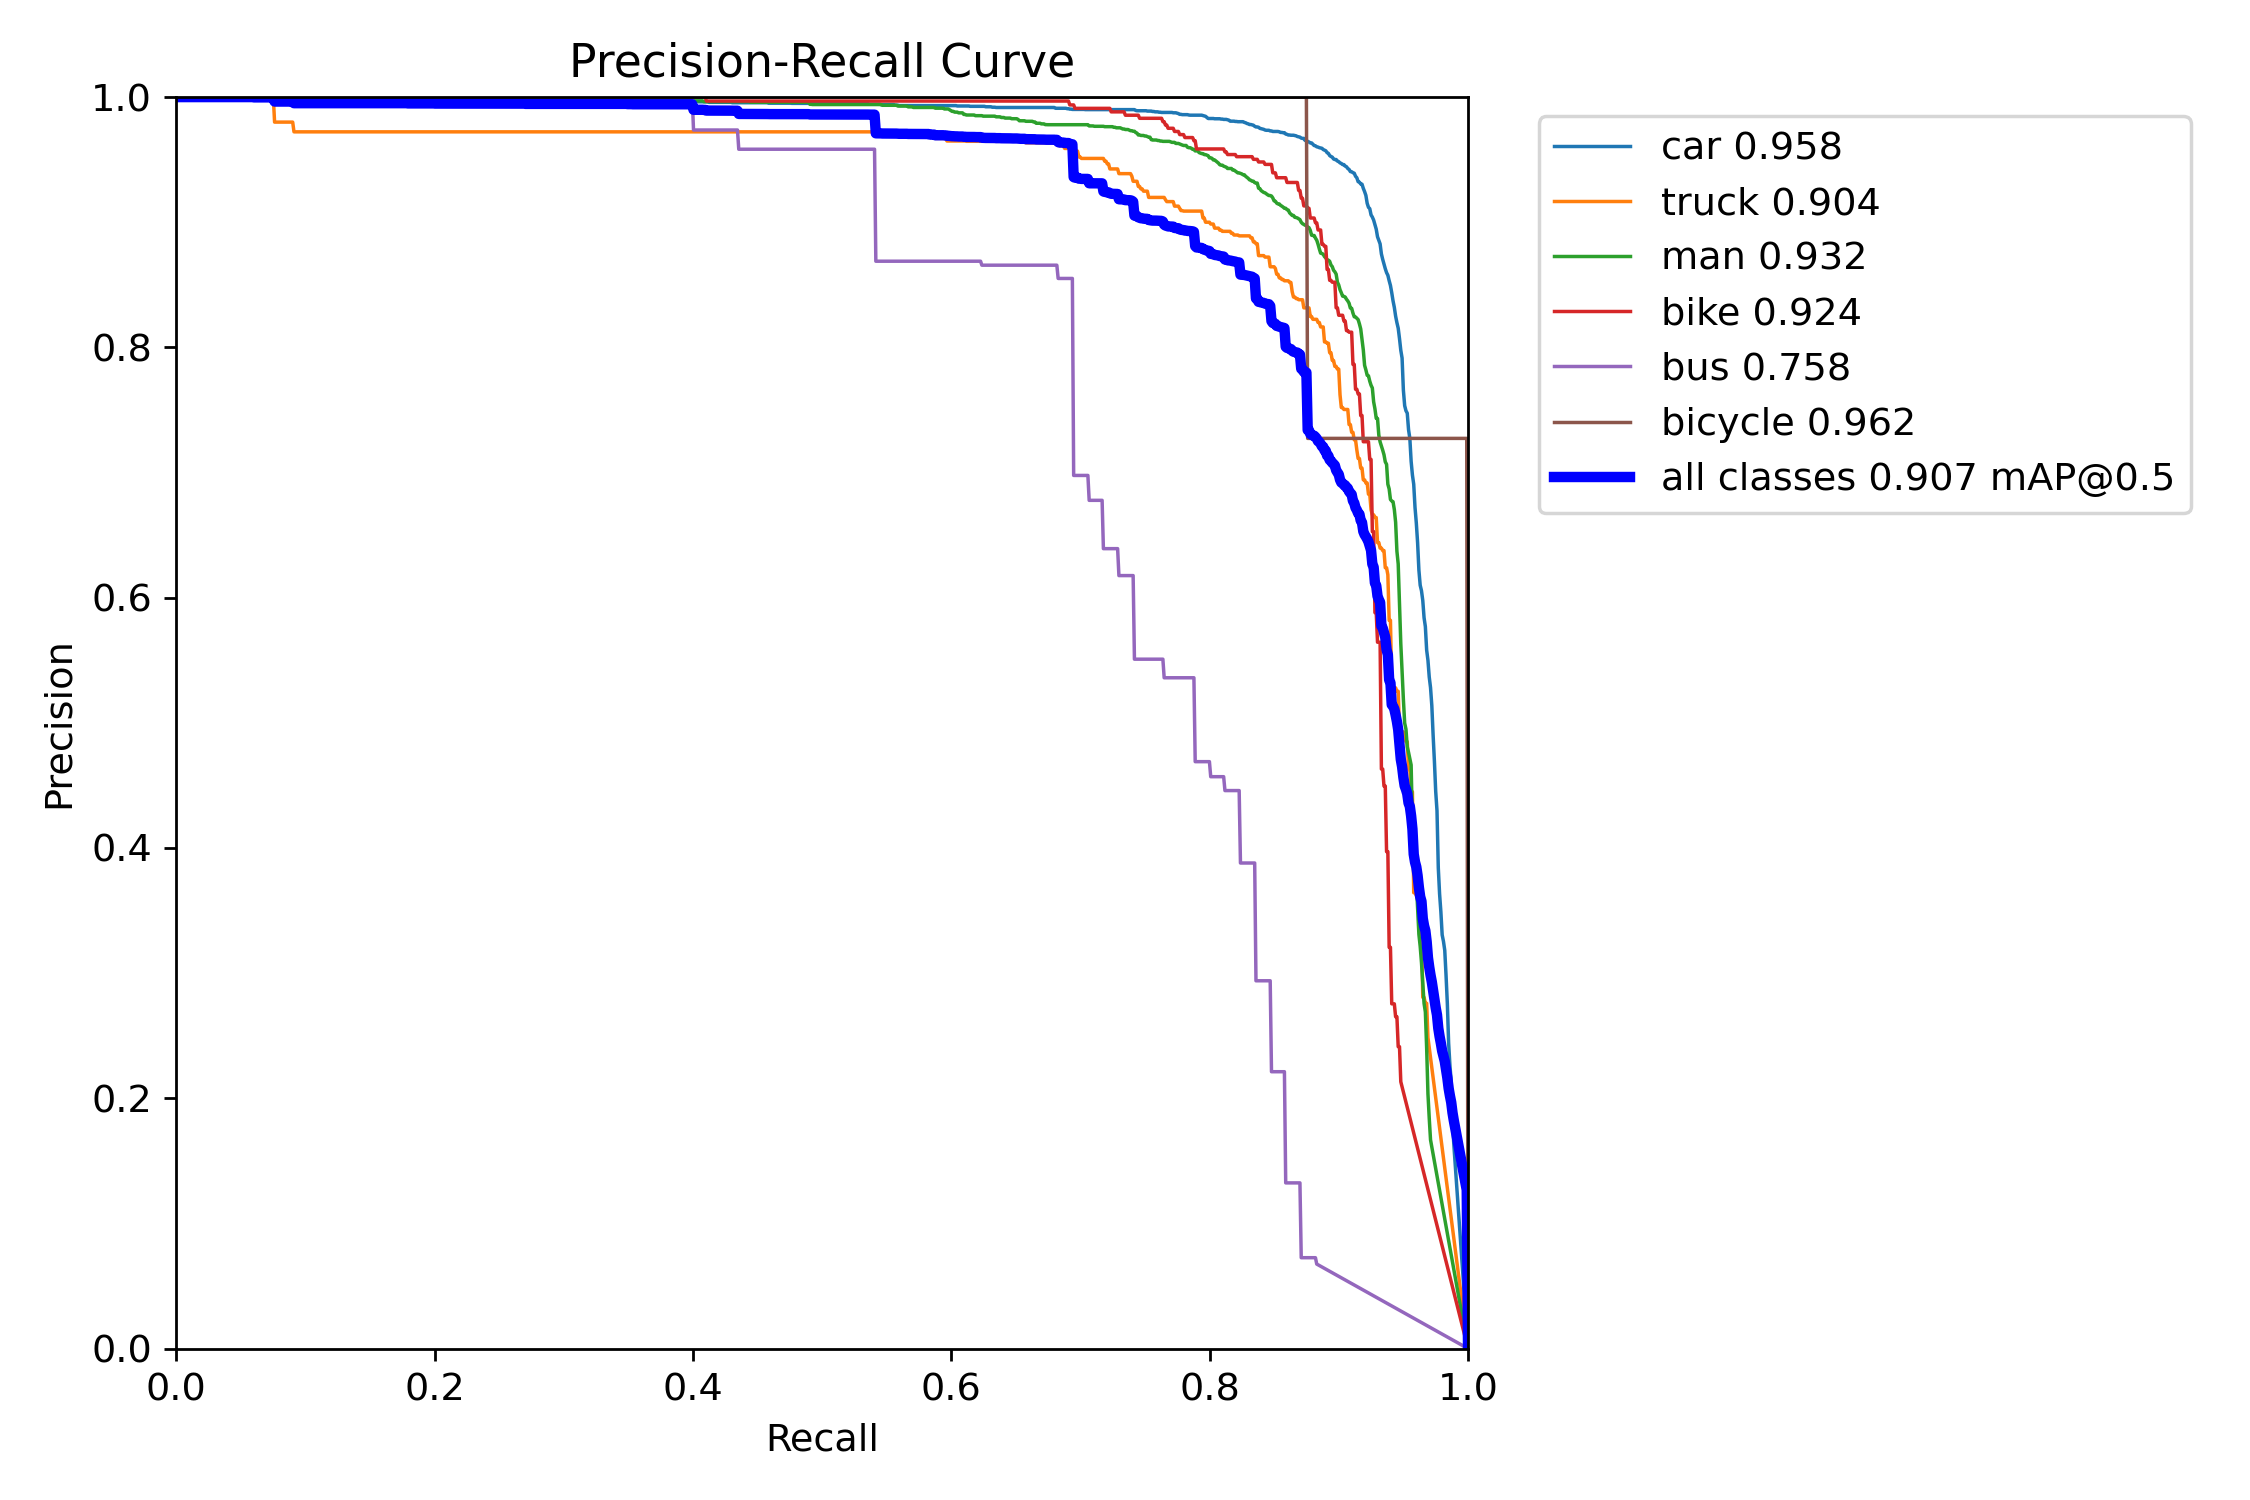 Precision-Recall Curve
1.0
0.8
0.6
0.4
0.2
0.0
Precision
0.0 0.2 0.4 0.6 0.8 1.0
Recall
car 0.958
truck 0.904
man 0.932
bike 0.924
bus 0.758
bicycle 0.962
all classes 0.907 mAP@0.5